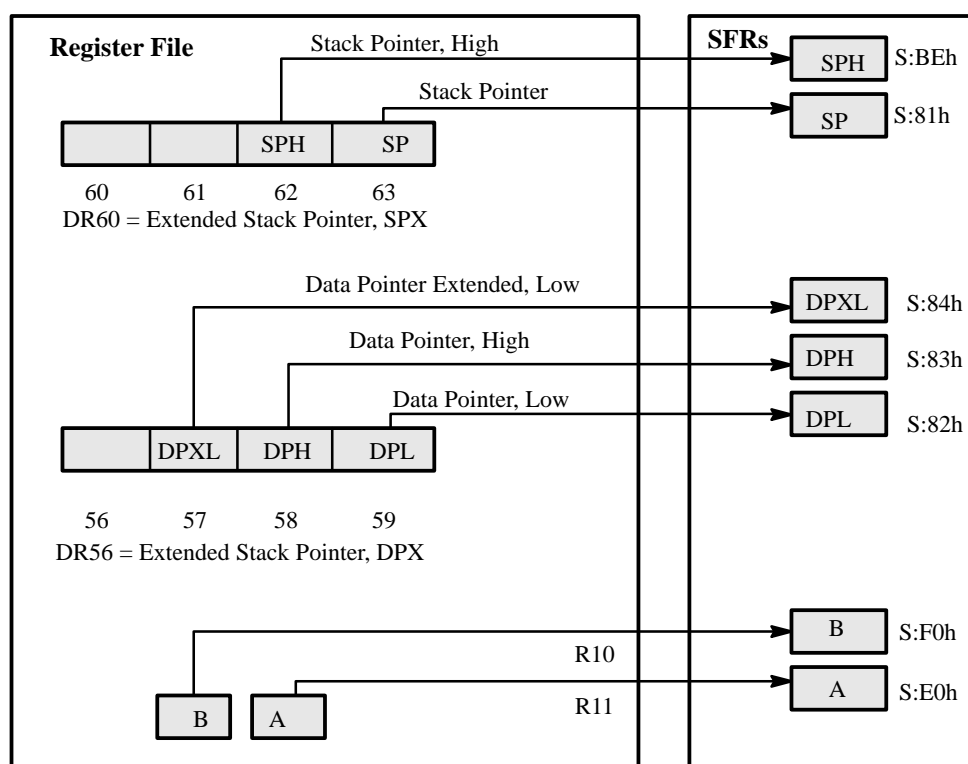 Register File
SFRs
Stack Pointer, High
SPH
S:BEh
Stack Pointer
SP
S:81h
SPH
SP
60
61
62
63
DR60 = Extended Stack Pointer, SPX
Data Pointer Extended, Low
DPXL
S:84h
Data Pointer, High
DPH
S:83h
Data Pointer, Low
DPL
S:82h
DPXL
DPH
DPL
56
57
58
59
DR56 = Extended Stack Pointer, DPX
B
S:F0h
R10
A
S:E0h
R11
B
A